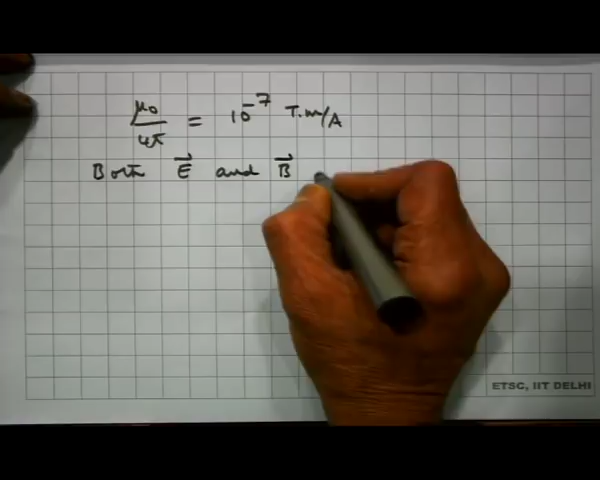 μ₀/4π = 10⁻⁷ T.m/A
Both E⃗ and B⃗
ETSC, IIT DELHI